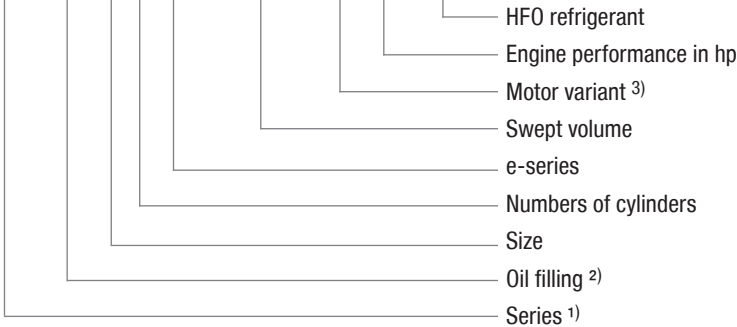 HFO refrigerant
Engine performance in hp
Motor variant ³⁾
Swept volume
e-series
Numbers of cylinders
Size
Oil filling ²⁾
Series ¹⁾